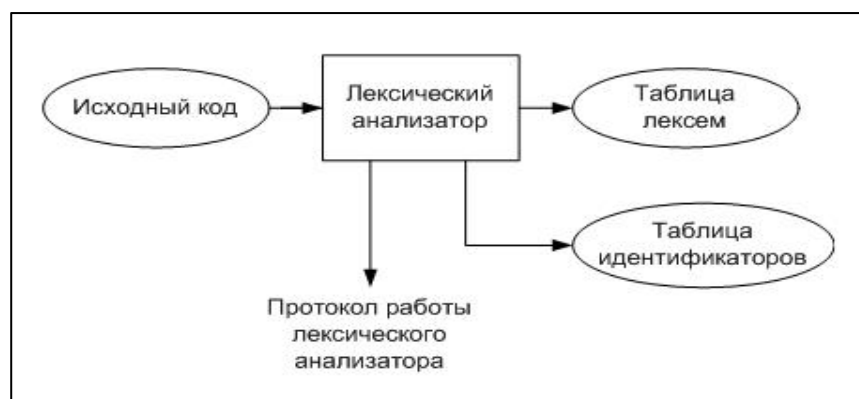 Исходный код
Лексический
анализатор
Таблица
лексем
Таблица
идентификаторов
Протокол работы
лексического
анализатора